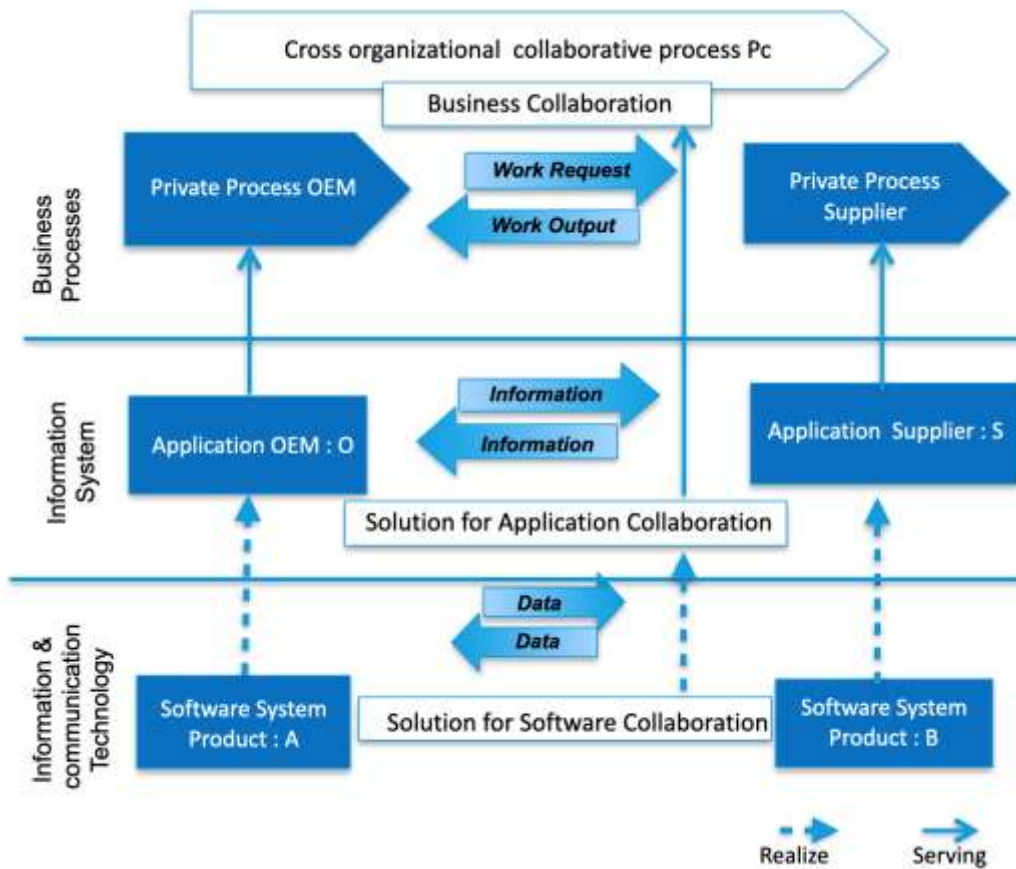 Cross organizational collaborative process Pc
Business Collaboration
Business
Processes
Private Process OEM
Work Request
Work Output
Private Process
Supplier
Information
System
Application OEM : O
Information
Information
Application Supplier : S
Solution for Application Collaboration
Information &
communication
Technology
Data
Data
Software System
Product : A
Solution for Software Collaboration
Software System
Product : B
Realize
Serving